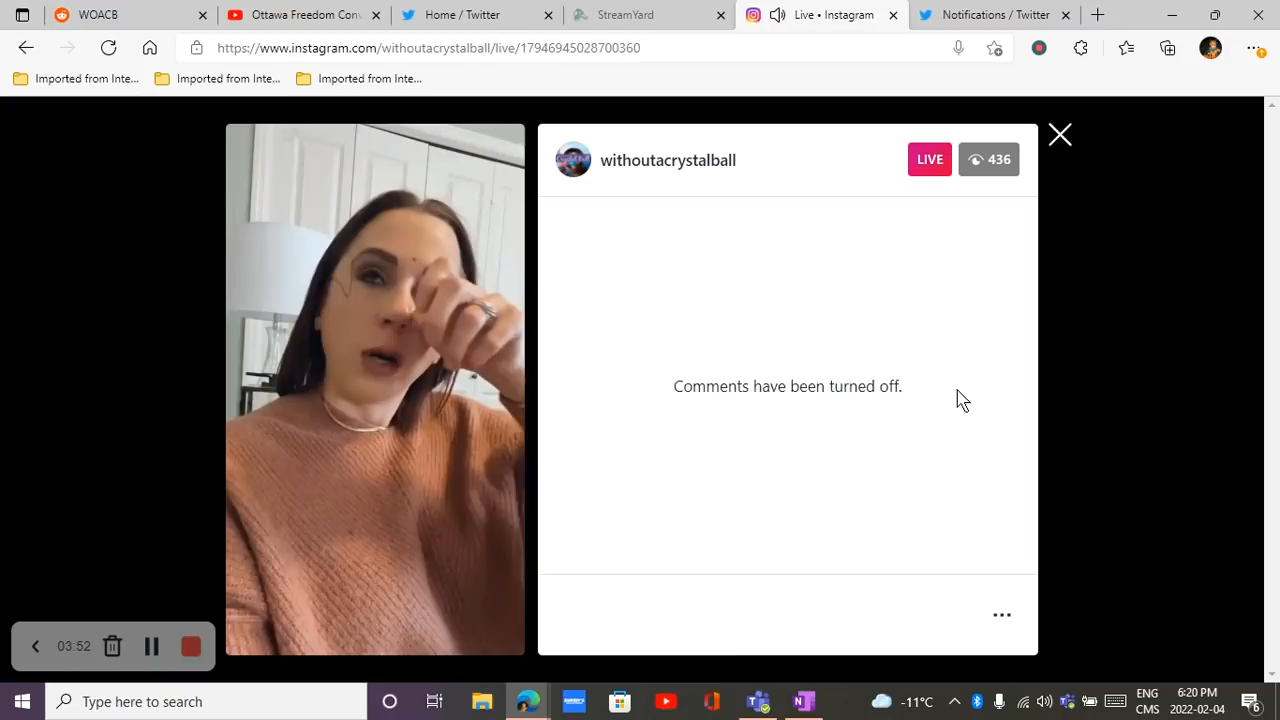 WOACB
Ottawa Freedom Con
Home / Twitter
StreamYard
Live • Instagram
Notifications / Twitter
https://www.instagram.com/withoutacrystalball/live/17946945028700360
Imported from Inte...
Imported from Inte...
Imported from Inte...
withoutacrystalball
LIVE
436
Comments have been turned off.
03:52
Type here to search
-11°C
ENG
CMS
6:20 PM
2022-02-04
6